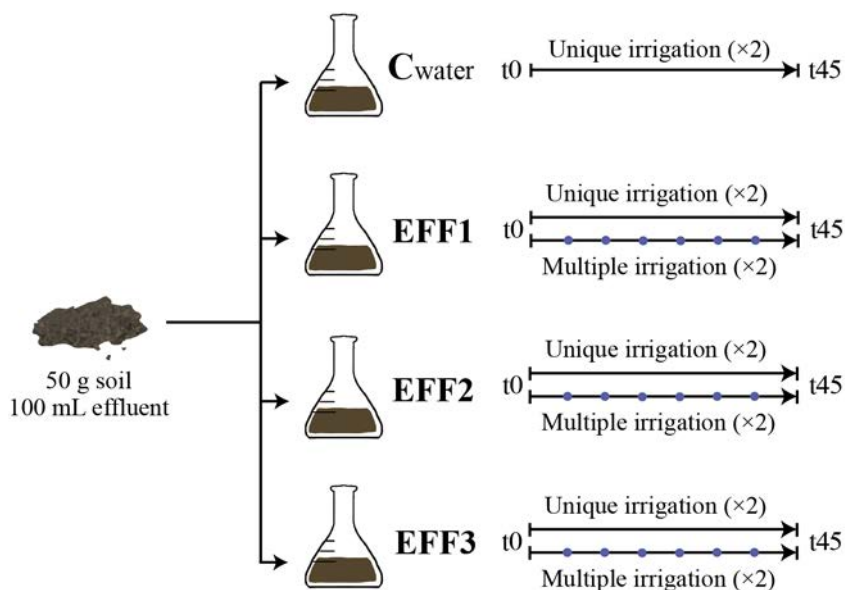 Cwater
t0
Unique irrigation (×2)
t45
EFF1
t0
Unique irrigation (×2)
Multiple irrigation (×2)
t45
50 g soil
100 mL effluent
EFF2
t0
Unique irrigation (×2)
Multiple irrigation (×2)
t45
EFF3
t0
Unique irrigation (×2)
Multiple irrigation (×2)
t45